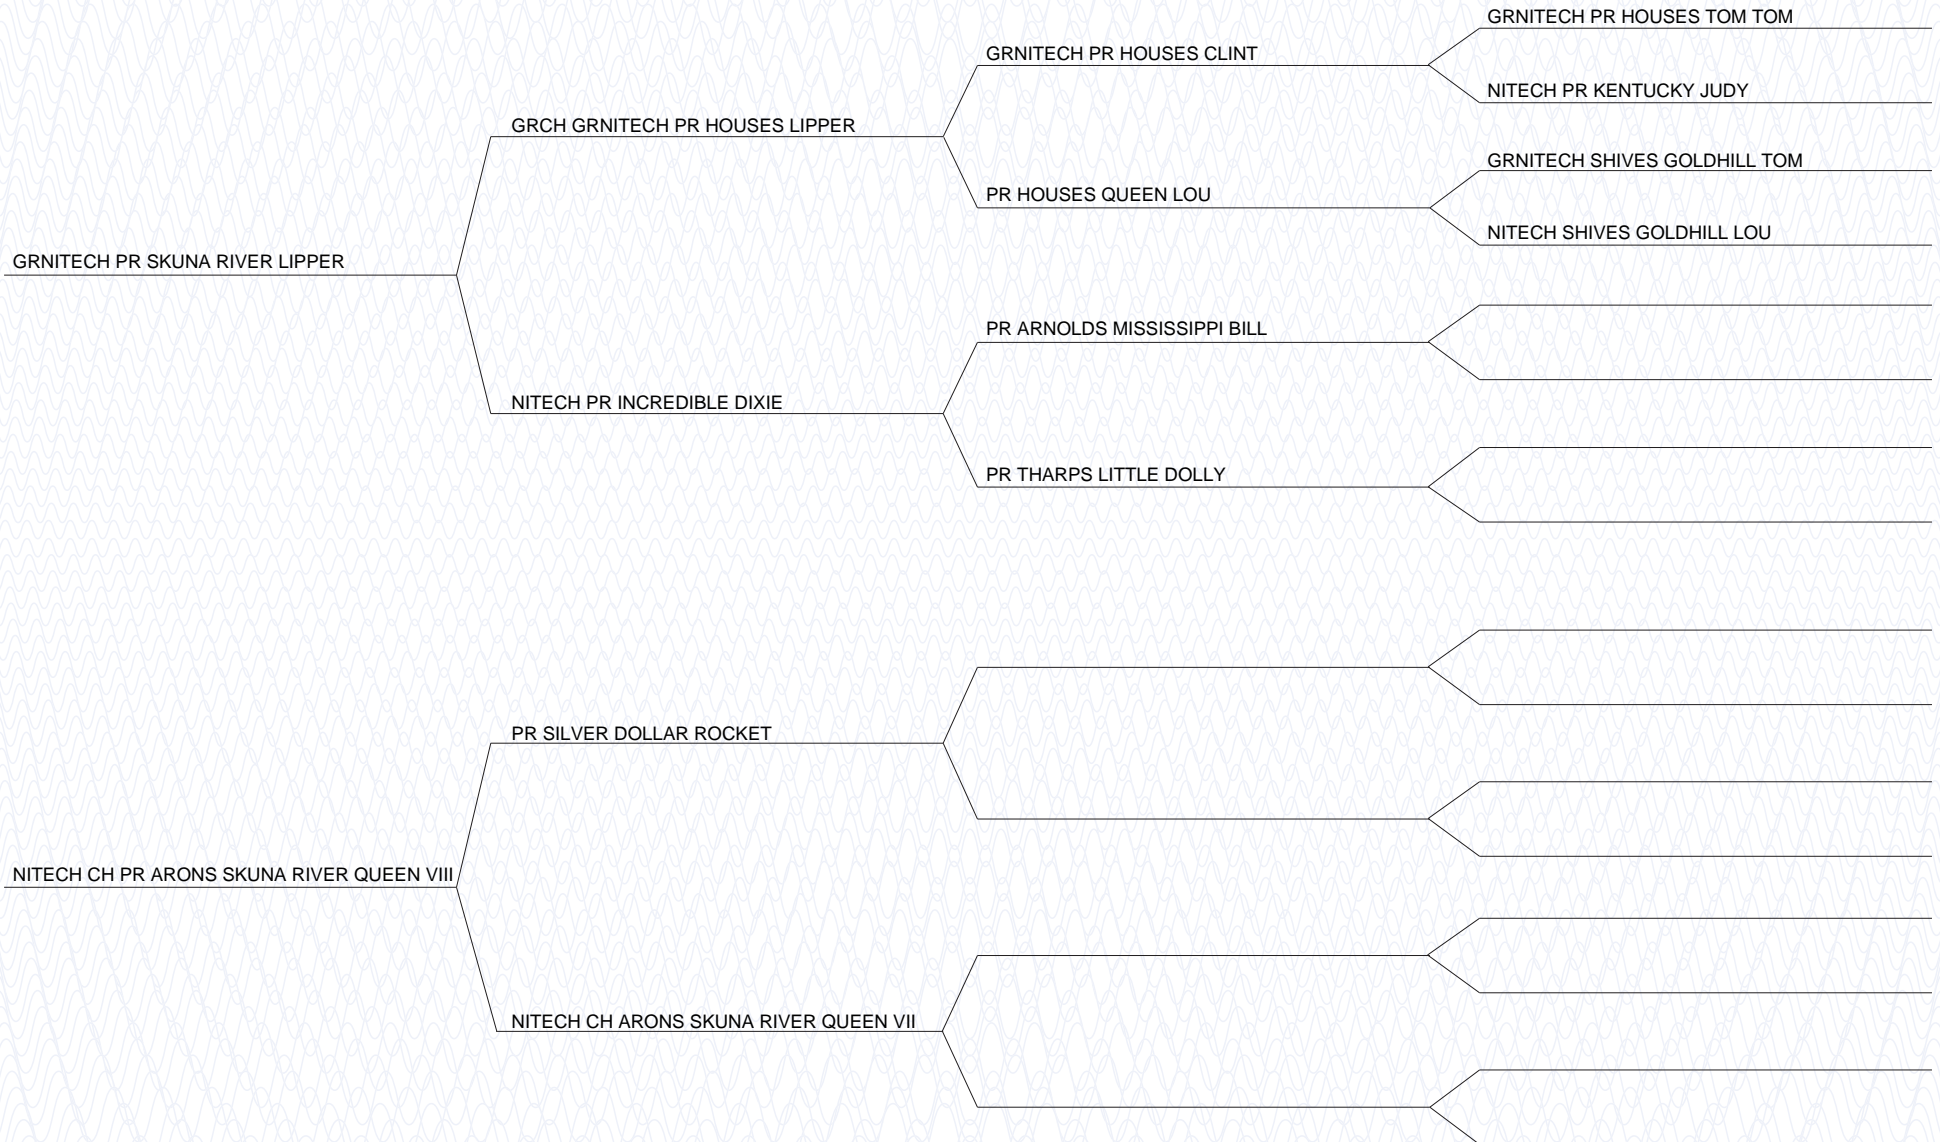 GRNITECH PR HOUSES TOM TOM
GRNITECH PR HOUSES CLINT
NITECH PR KENTUCKY JUDY
GRCH GRNITECH PR HOUSES LIPPER
GRNITECH SHIVES GOLDHILL TOM
PR HOUSES QUEEN LOU
NITECH SHIVES GOLDHILL LOU
GRNITECH PR SKUNA RIVER LIPPER
PR ARNOLDS MISSISSIPPI BILL
NITECH PR INCREDIBLE DIXIE
PR THARPS LITTLE DOLLY
PR SILVER DOLLAR ROCKET
NITECH CH PR ARONS SKUNA RIVER QUEEN VIII
NITECH CH ARONS SKUNA RIVER QUEEN VII